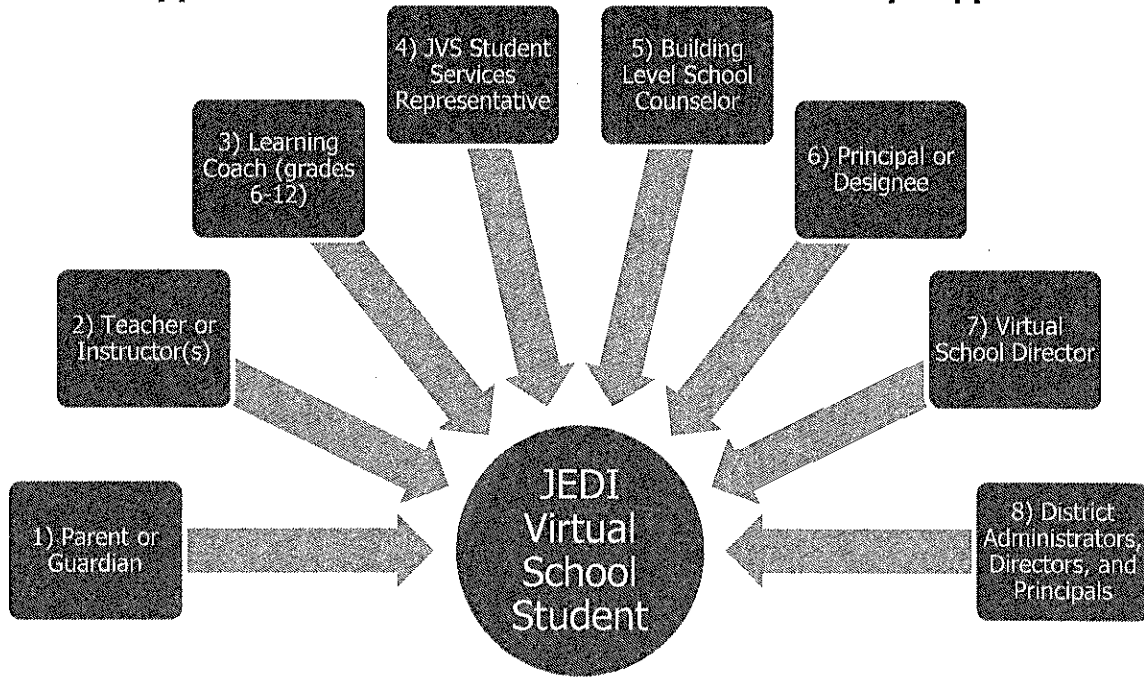 1) Parent or
Guardian
2) Teacher or
Instructor(s)
3) Learning
Coach (grades
6-12)
4) JVS Student
Services
Representative
5) Building
Level School
Counselor
6) Principal or
Designee
7) Virtual
School Director
8) District
Administrators,
Directors, and
Principals
JEDI
Virtual
School
Student